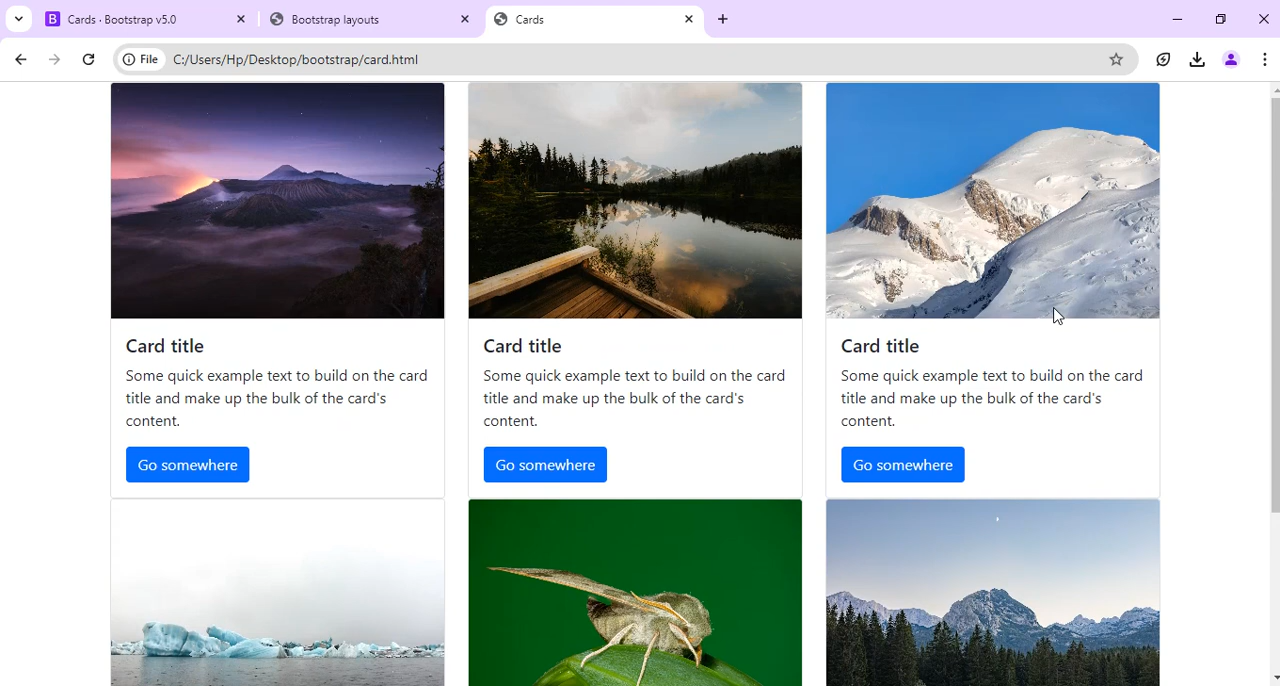 B Cards · Bootstrap v5.0
Bootstrap layouts
Cards
File C:/Users/Hp/Desktop/bootstrap/card.html
Card title
Some quick example text to build on the card
title and make up the bulk of the card's
content.
Go somewhere
Card title
Some quick example text to build on the card
title and make up the bulk of the card's
content.
Go somewhere
Card title
Some quick example text to build on the card
title and make up the bulk of the card's
content.
Go somewhere